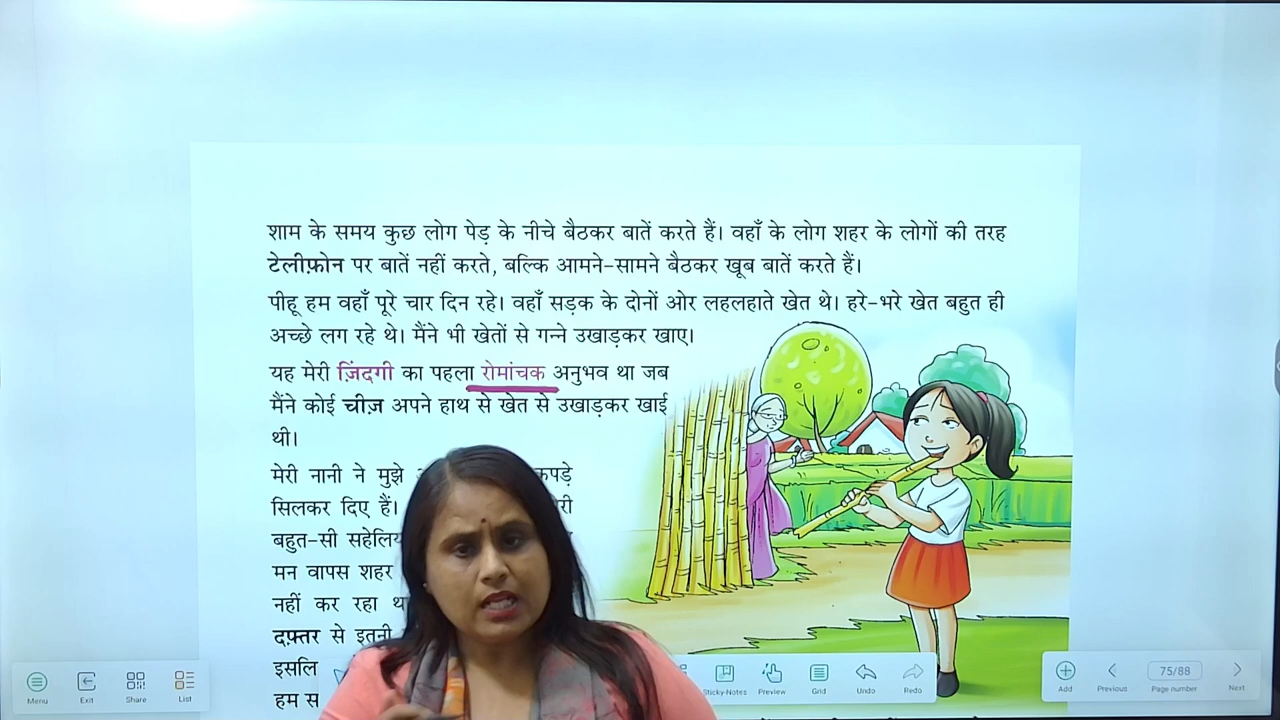 शाम के समय कुछ लोग पेड़ के नीचे बैठकर बातें करते हैं। वहाँ के लोग शहर के लोगों की तरह
टेलीफ़ोन पर बातें नहीं करते, बल्कि आमने-सामने बैठकर खूब बातें करते हैं।
पीहू हम वहाँ पूरे चार दिन रहे। वहाँ सड़क के दोनों ओर लहलहाते खेत थे। हरे-भरे खेत बहुत ही
अच्छे लग रहे थे। मैंने भी खेतों से गन्ने उखाड़कर खाए।
यह मेरी ज़िंदगी का पहला रोमांचक अनुभव था जब
मैंने कोई चीज़ अपने हाथ से खेत से उखाड़कर खाई
थी।
मेरी नानी ने मुझे कपड़े
सिलकर दिए हैं।
बहुत-सी
मन वापस शहर
नहीं कर रहा
दफ़्तर से इतनी
हम
Menu Exit Share List
Sticky-Notes Preview Grid Undo Redo
Add Previous 75/88 Page number Next